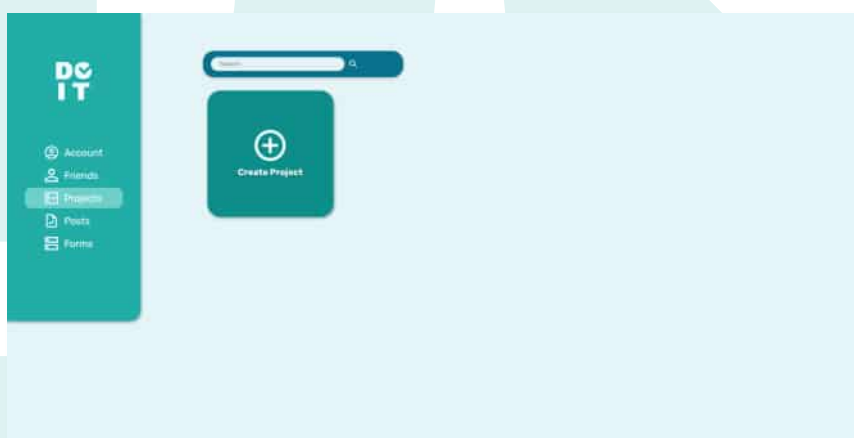 DO
IT
Search
Account
Friends
Projects
Posts
Forms
Create Project